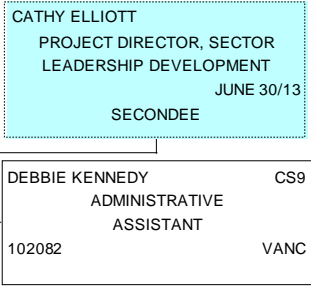 CATHY ELLIOTT
PROJECT DIRECTOR, SECTOR
LEADERSHIP DEVELOPMENT
JUNE 30/13
SECONDEE
DEBBIE KENNEDY CS9
ADMINISTRATIVE
ASSISTANT
102082 VANC